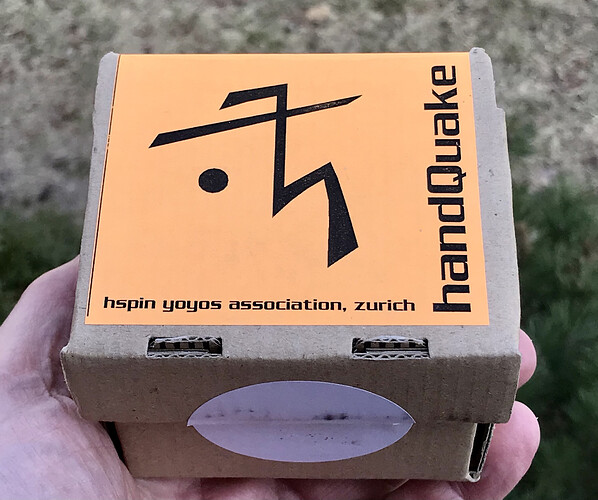 handQuake
hspin yoyos association, zurich